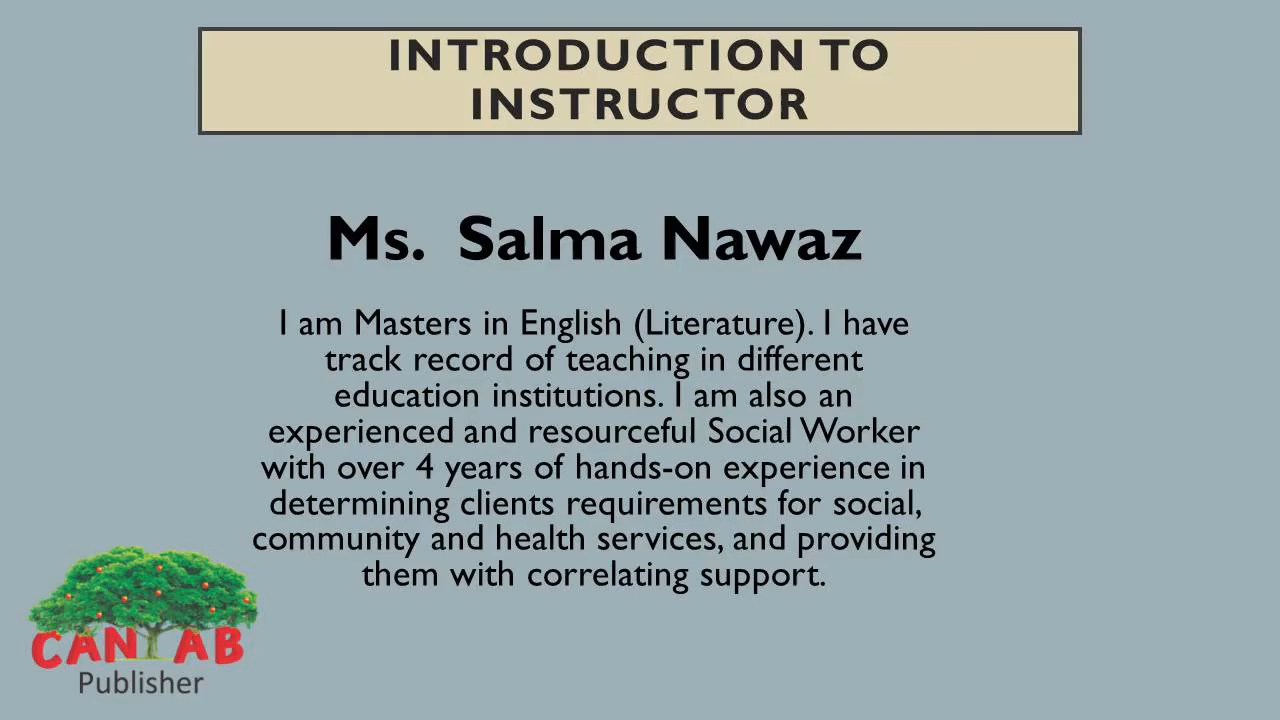 INTRODUCTION TO
INSTRUCTOR
Ms. Salma Nawaz
I am Masters in English (Literature). I have
track record of teaching in different
education institutions. I am also an
experienced and resourceful Social Worker
with over 4 years of hands-on experience in
determining clients requirements for social,
community and health services, and providing
them with correlating support.
CANTAB
Publisher